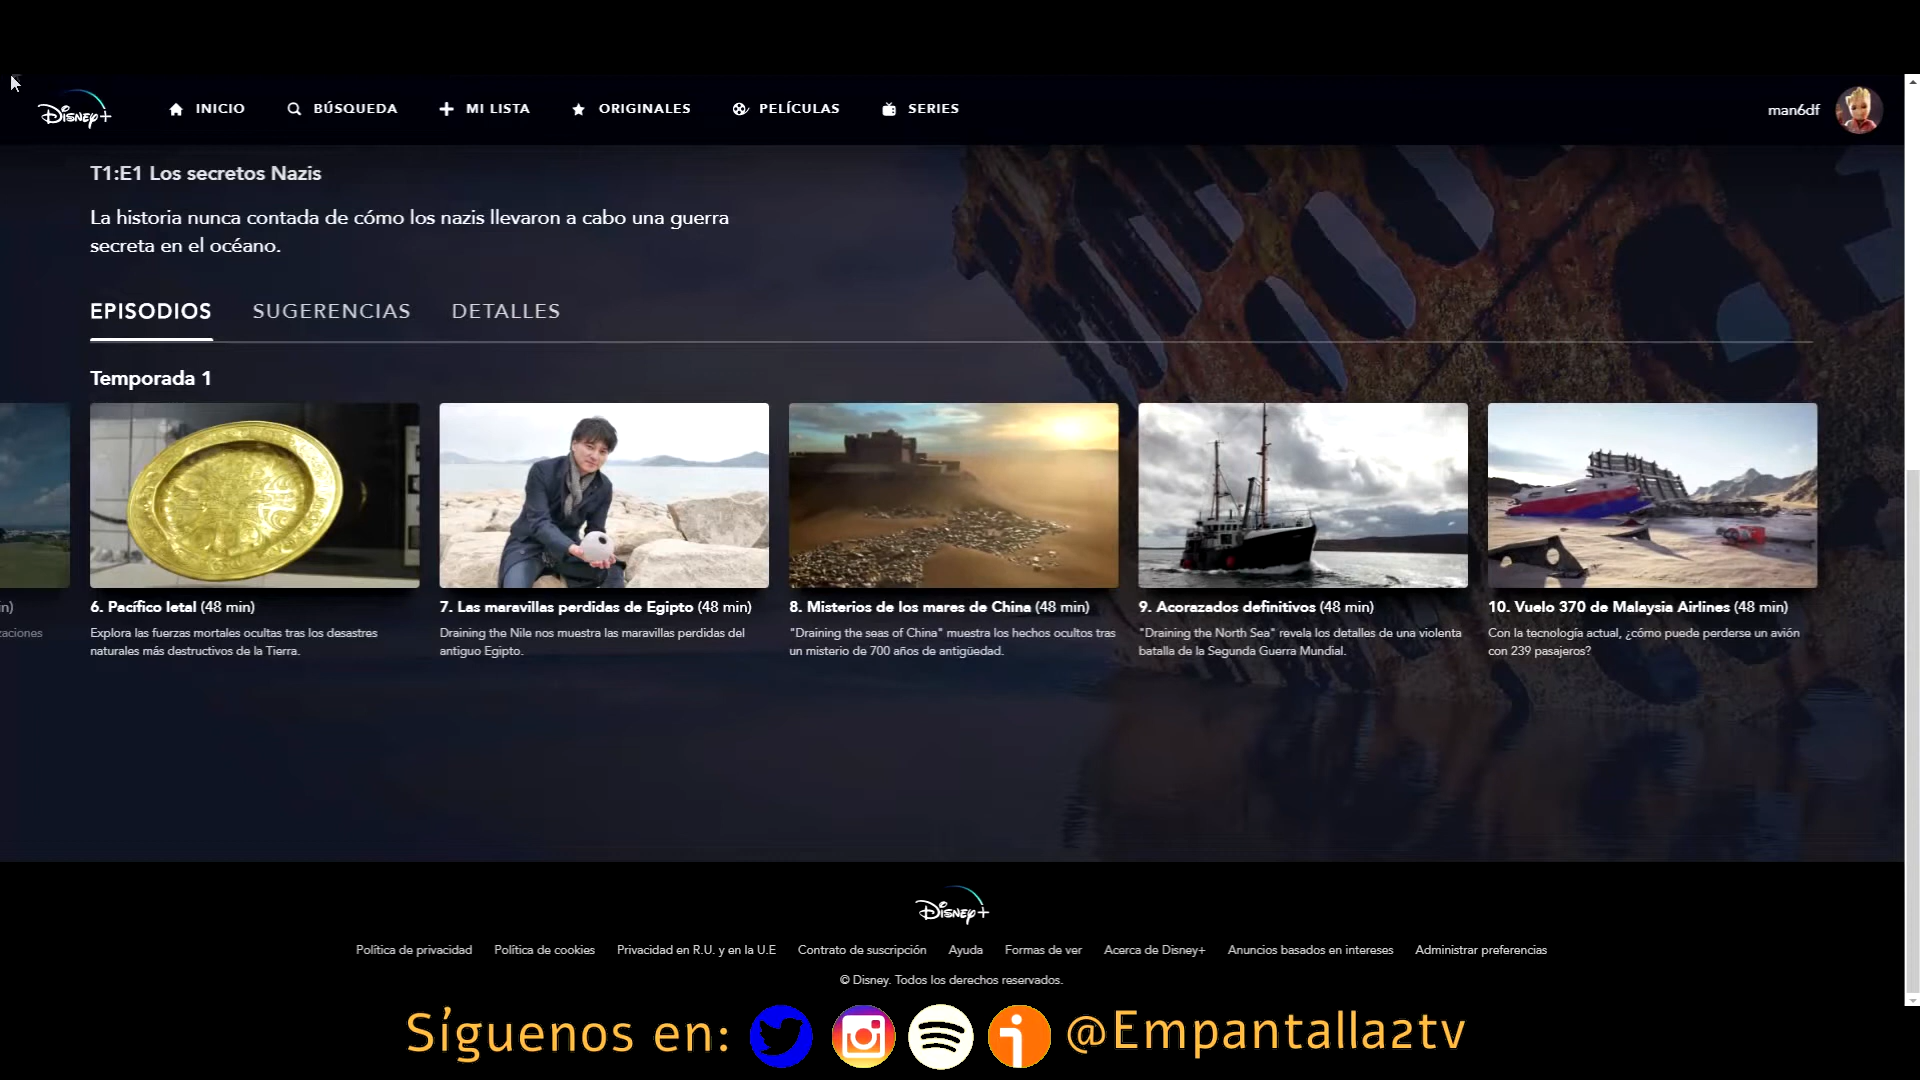 Disney+
INICIO
BÚSQUEDA
MI LISTA
ORIGINALES
PELÍCULAS
SERIES
man6df
T1:E1 Los secretos Nazis
La historia nunca contada de cómo los nazis llevaron a cabo una guerra
secreta en el océano.
EPISODIOS
SUGERENCIAS
DETALLES
Temporada 1
in)
zaciones
6. Pacífico letal (48 min)
Explora las fuerzas mortales ocultas tras los desastres
naturales más destructivos de la Tierra.
7. Las maravillas perdidas de Egipto (48 min)
Draining the Nile nos muestra las maravillas perdidas del
antiguo Egipto.
8. Misterios de los mares de China (48 min)
"Draining the seas of China" muestra los hechos ocultos tras
un misterio de 700 años de antigüedad.
9. Acorazados definitivos (48 min)
"Draining the North Sea" revela los detalles de una violenta
batalla de la Segunda Guerra Mundial.
10. Vuelo 370 de Malaysia Airlines (48 min)
Con la tecnología actual, ¿cómo puede perderse un avión
con 239 pasajeros?
Disney+
Política de privacidad
Política de cookies
Privacidad en R.U. y en la U.E
Contrato de suscripción
Ayuda
Formas de ver
Acerca de Disney+
Anuncios basados en intereses
Administrar preferencias
© Disney. Todos los derechos reservados.
Síguenos en: @Empantalla2tv